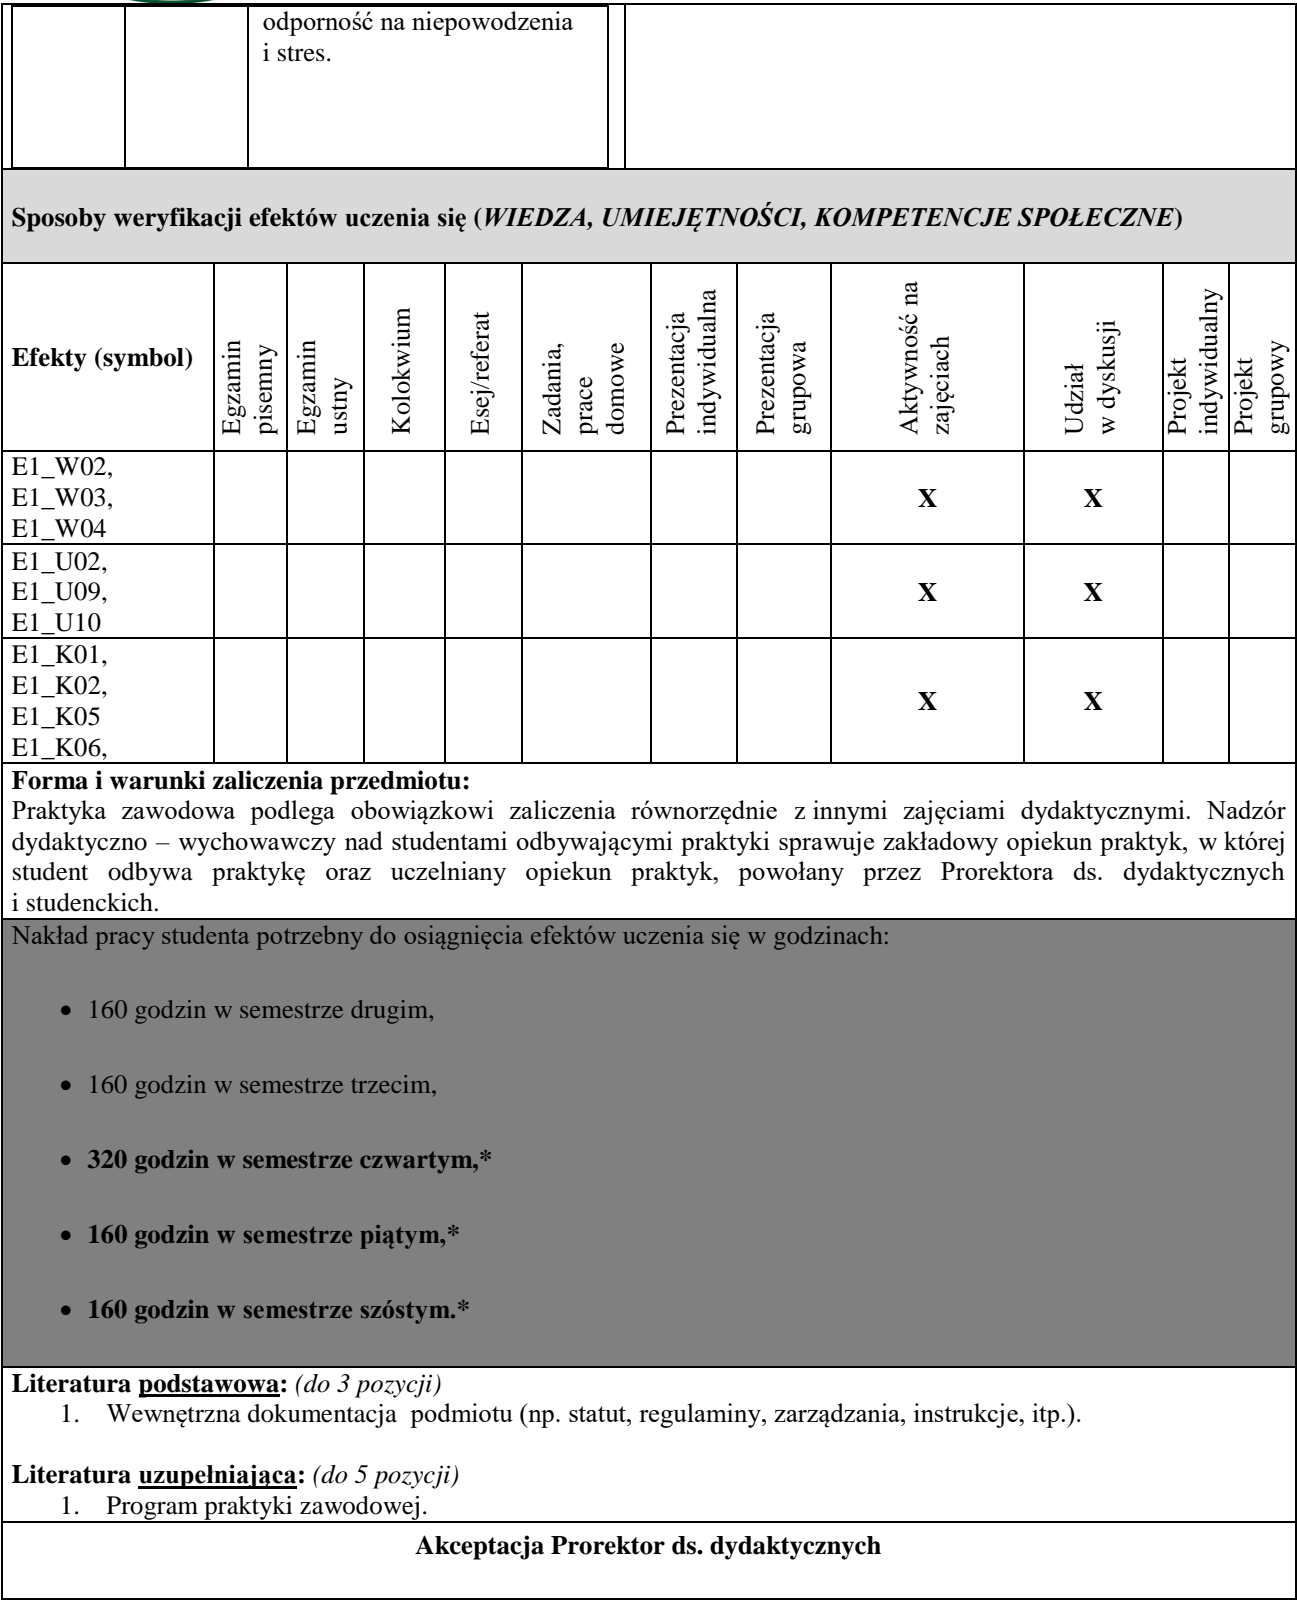 odporność na niepowodzenia
i stres.
Sposoby weryfikacji efektów uczenia się (WIEDZA, UMIEJĘTNOŚCI, KOMPETENCJE SPOŁECZNE)
Efekty (symbol)
Egzamin
pisemny
Egzamin
ustny
Kolokwium
Esej/referat
Zadania,
prace
domowe
Prezentacja
indywidualna
Prezentacja
grupowa
Aktywność na
zajęciach
Udział
w dyskusji
Projekt
indywidualny
Projekt
grupowy
E1_W02,
E1_W03,
E1_W04
X X
E1_U02,
E1_U09,
E1_U10
X X
E1_K01,
E1_K02,
E1_K05
E1_K06,
X X
Forma i warunki zaliczenia przedmiotu:
Praktyka zawodowa podlega obowiązkowi zaliczenia równorzędnie z innymi zajęciami dydaktycznymi. Nadzór
dydaktyczno – wychowawczy nad studentami odbywającymi praktyki sprawuje zakładowy opiekun praktyk, w której
student odbywa praktykę oraz uczelniany opiekun praktyk, powołany przez Prorektora ds. dydaktycznych
i studenckich.
Nakład pracy studenta potrzebny do osiągnięcia efektów uczenia się w godzinach:
• 160 godzin w semestrze drugim,
• 160 godzin w semestrze trzecim,
• 320 godzin w semestrze czwartym,*
• 160 godzin w semestrze piątym,*
• 160 godzin w semestrze szóstym.*
Literatura podstawowa: (do 3 pozycji)
1. Wewnętrzna dokumentacja podmiotu (np. statut, regulaminy, zarządzania, instrukcje, itp.).
Literatura uzupełniająca: (do 5 pozycji)
1. Program praktyki zawodowej.
Akceptacja Prorektor ds. dydaktycznych